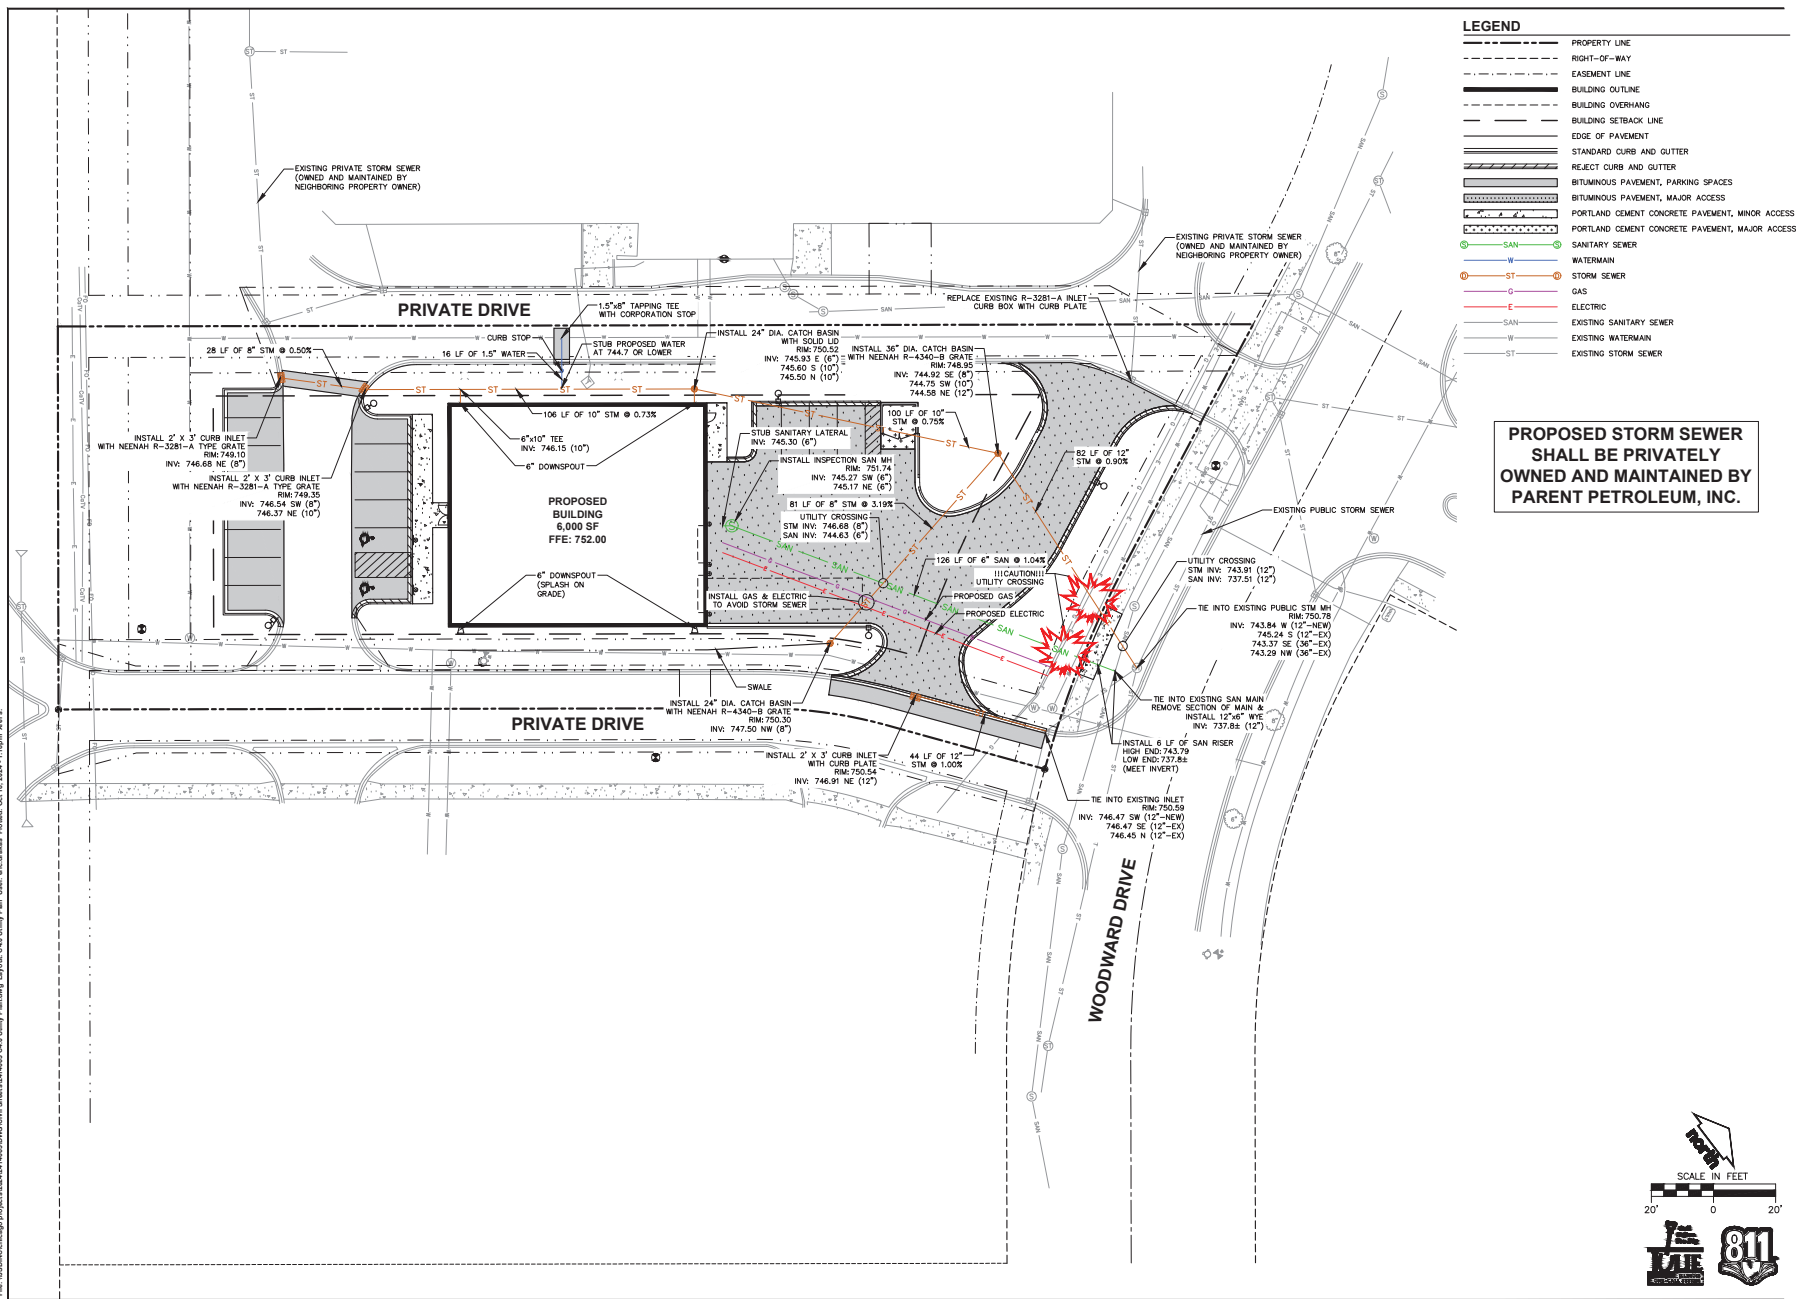 LEGEND
PROPERTY LINE
RIGHT-OF-WAY
EASEMENT LINE
BUILDING OUTLINE
BUILDING OVERHANG
BUILDING SETBACK LINE
EDGE OF PAVEMENT
STANDARD CURB AND GUTTER
REJECT CURB AND GUTTER
BITUMINOUS PAVEMENT, PARKING SPACES
BITUMINOUS PAVEMENT, MAJOR ACCESS
PORTLAND CEMENT CONCRETE PAVEMENT, MINOR ACCESS
PORTLAND CEMENT CONCRETE PAVEMENT, MAJOR ACCESS
S SAN S SANITARY SEWER
W WATERMAIN
D ST D STORM SEWER
G GAS
E ELECTRIC
SAN EXISTING SANITARY SEWER
W EXISTING WATERMAIN
ST EXISTING STORM SEWER
PROPOSED STORM SEWER
SHALL BE PRIVATELY
OWNED AND MAINTAINED BY
PARENT PETROLEUM, INC.
EXISTING PRIVATE STORM SEWER
(OWNED AND MAINTAINED BY
NEIGHBORING PROPERTY OWNER)
EXISTING PRIVATE STORM SEWER
(OWNED AND MAINTAINED BY
NEIGHBORING PROPERTY OWNER)
REPLACE EXISTING R-3281-A INLET
CURB BOX WITH CURB PLATE
PRIVATE DRIVE
1.5"x8" TAPPING TEE
WITH CORPORATION STOP
CURB STOP
28 LF OF 8" STM @ 0.50%
16 LF OF 1.5" WATER
STUB PROPOSED WATER
AT 744.7 OR LOWER
INSTALL 24" DIA. CATCH BASIN
WITH SOLID LID
RIM: 750.52
INV: 745.93 E (6")
745.60 S (10")
745.50 N (10")
INSTALL 36" DIA. CATCH BASIN
WITH NEENAH R-4340-B GRATE
RIM: 748.95
INV: 744.92 SE (8")
744.75 SW (10")
744.58 NE (12")
106 LF OF 10" STM @ 0.73%
100 LF OF 10"
STM @ 0.75%
INSTALL 2' X 3' CURB INLET
WITH NEENAH R-3281-A TYPE GRATE
RIM: 749.10
INV: 746.68 NE (8")
INSTALL 2' X 3' CURB INLET
WITH NEENAH R-3281-A TYPE GRATE
RIM: 749.35
INV: 746.54 SW (8")
746.37 NE (10")
6"x10" TEE
INV: 746.15 (10")
6" DOWNSPOUT
PROPOSED
BUILDING
6,000 SF
FFE: 752.00
6" DOWNSPOUT
(SPLASH ON
GRADE)
STUB SANITARY LATERAL
INV: 745.30 (6")
INSTALL INSPECTION SAN MH
RIM: 751.74
INV: 745.27 SW (6")
745.17 NE (6")
82 LF OF 12"
STM @ 0.90%
81 LF OF 8" STM @ 3.19%
UTILITY CROSSING
STM INV: 746.68 (8")
SAN INV: 744.63 (6")
126 LF OF 6" SAN @ 1.04%
!!!CAUTION!!!
UTILITY CROSSING
PROPOSED GAS
PROPOSED ELECTRIC
INSTALL GAS & ELECTRIC
TO AVOID STORM SEWER
EXISTING PUBLIC STORM SEWER
UTILITY CROSSING
STM INV: 743.91 (12")
SAN INV: 737.51 (12")
TIE INTO EXISTING PUBLIC STM MH
RIM: 750.78
INV: 743.84 W (12"-NEW)
745.24 S (12"-EX)
743.37 SE (36"-EX)
743.29 NW (36"-EX)
TIE INTO EXISTING SAN MAIN
REMOVE SECTION OF MAIN &
INSTALL 12"x6" WYE
INV: 737.8± (12")
INSTALL 6 LF OF SAN RISER
HIGH END: 743.79
LOW END: 737.8±
(MEET INVERT)
SWALE
PRIVATE DRIVE
INSTALL 24" DIA. CATCH BASIN
WITH NEENAH R-4340-B GRATE
RIM: 750.30
INV: 747.50 NW (8")
INSTALL 2' X 3' CURB INLET
WITH CURB PLATE
RIM: 750.54
INV: 746.91 NE (12")
44 LF OF 12"
STM @ 1.00%
TIE INTO EXISTING INLET
RIM: 750.59
INV: 746.47 SW (12"-NEW)
746.47 SE (12"-EX)
746.45 N (12"-EX)
WOODWARD DRIVE
north
SCALE IN FEET
20' 0 20'
811